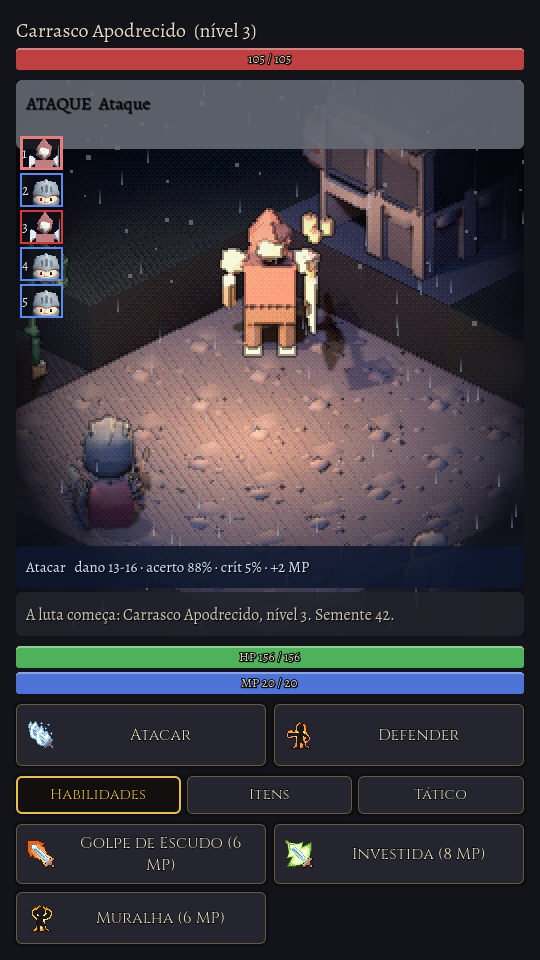 Carrasco Apodrecido (nível 3)
105 / 105
ATAQUE Ataque
1
2
3
4
5
Atacar dano 13-16 · acerto 88% · crít 5% · +2 MP
A luta começa: Carrasco Apodrecido, nível 3. Semente 42.
HP 156 / 156
MP 20 / 20
ATACAR
DEFENDER
HABILIDADES
ITENS
TÁTICO
GOLPE DE ESCUDO (6
MP)
INVESTIDA (8 MP)
MURALHA (6 MP)